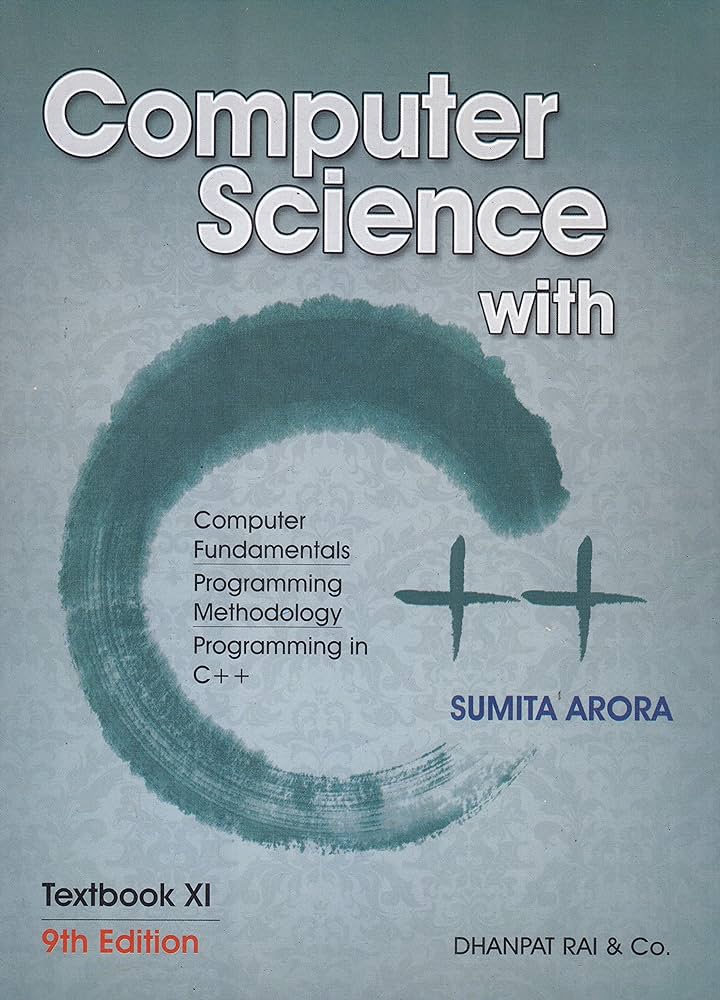 Computer
Science
with
C++
Computer
Fundamentals
Programming
Methodology
Programming in
C++
SUMITA ARORA
Textbook XI
9th Edition
DHANPAT RAI & Co.